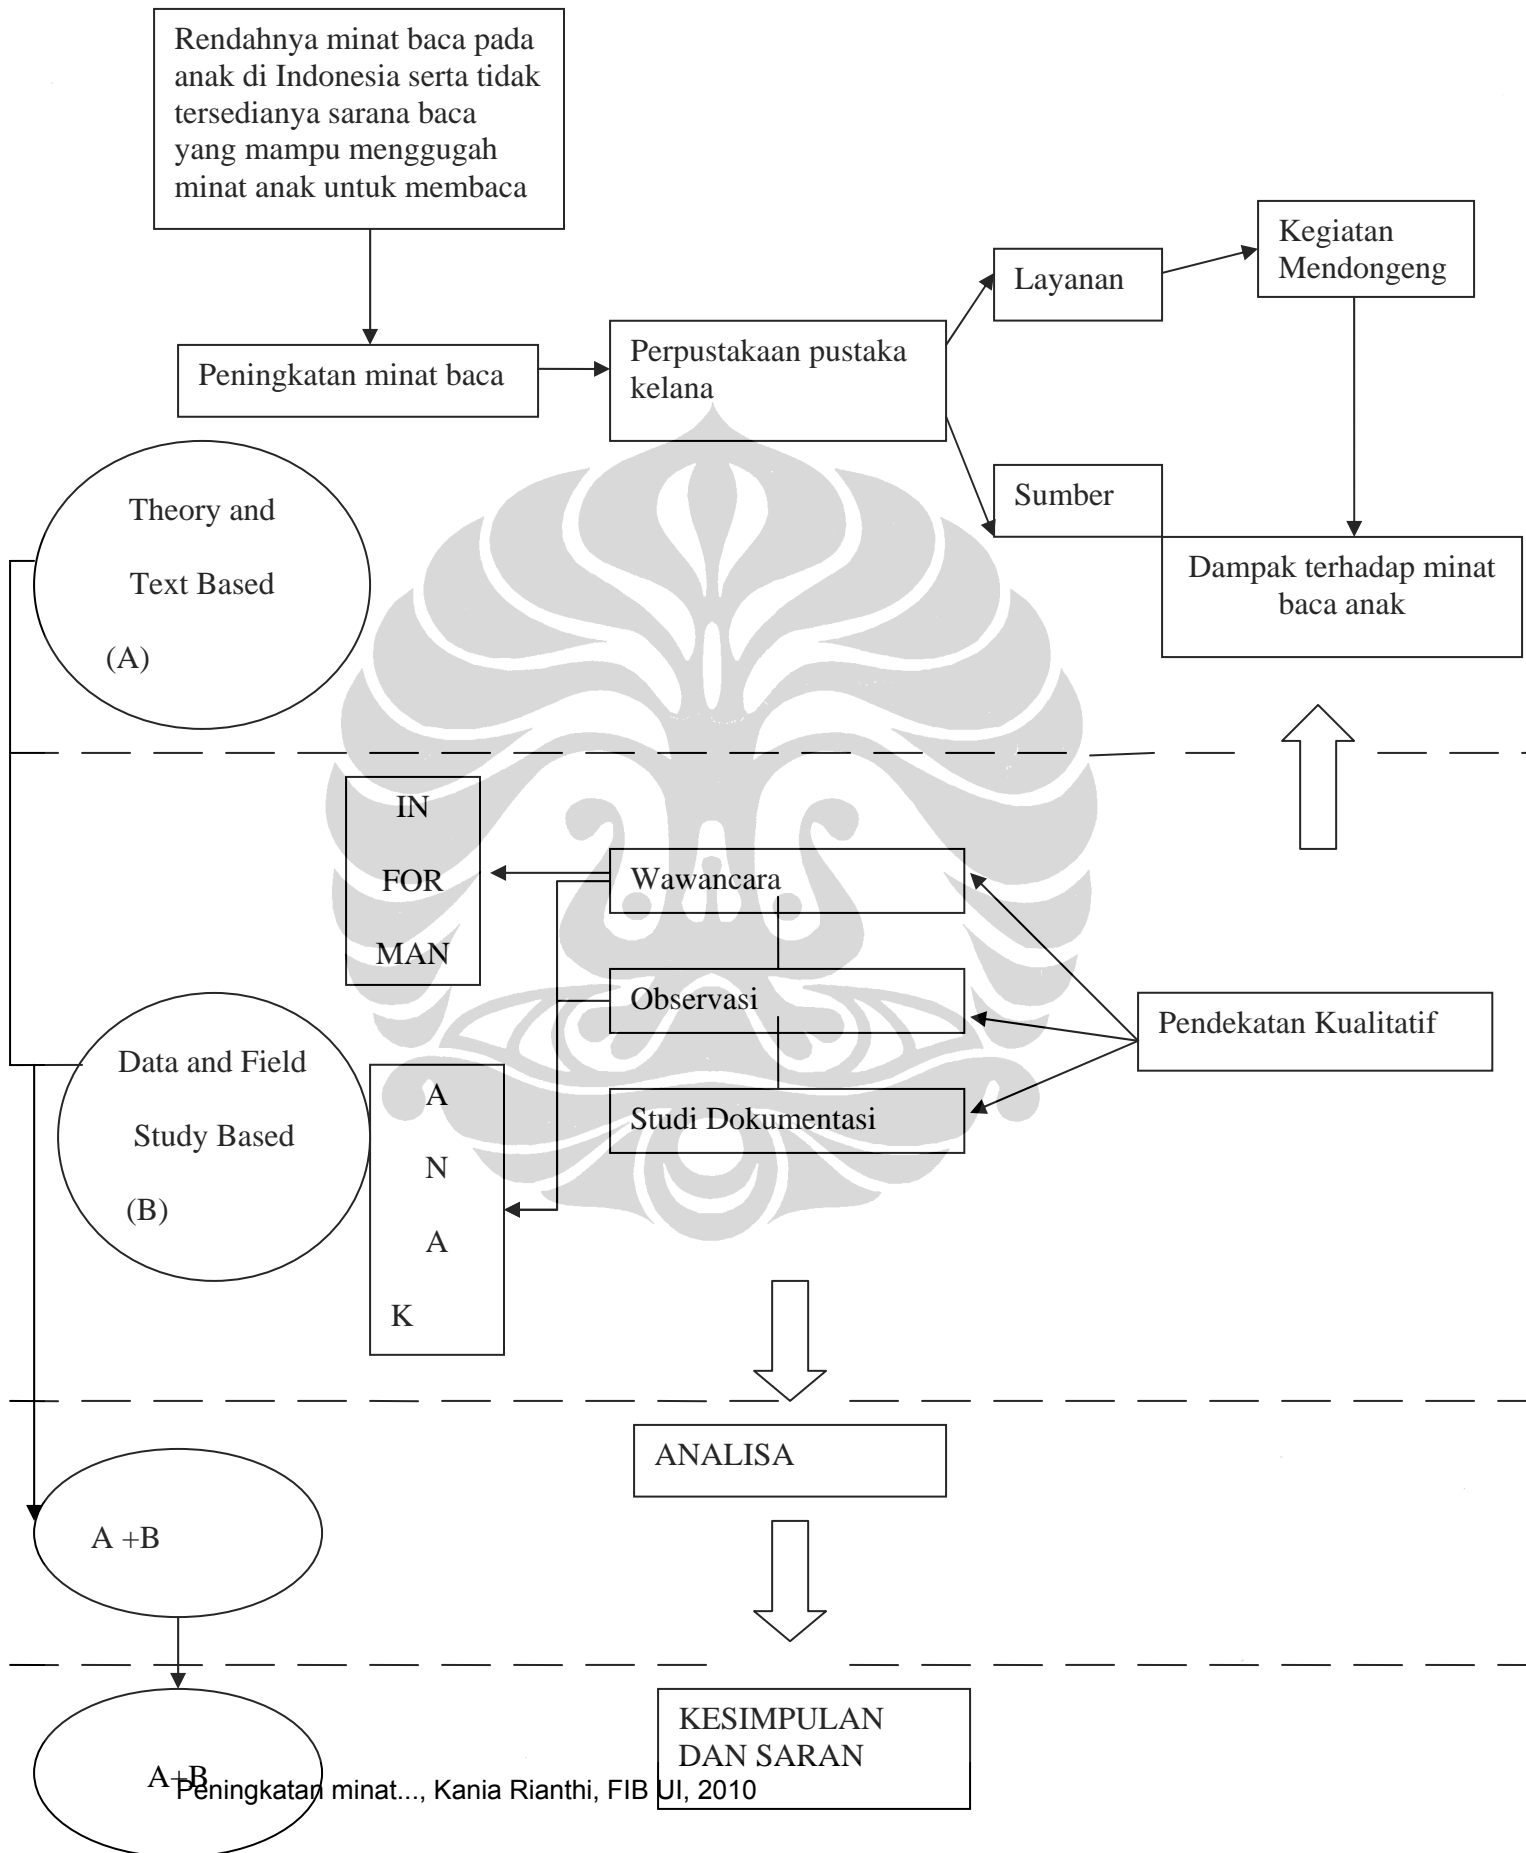 Rendahnya minat baca pada
anak di Indonesia serta tidak
tersedianya sarana baca
yang mampu menggugah
minat anak untuk membaca
Kegiatan
Mendongeng
Layanan
Peningkatan minat baca
Perpustakaan pustaka
kelana
Sumber
Theory and
Text Based
(A)
Dampak terhadap minat
baca anak
IN
FOR
MAN
Wawancara
Observasi
Pendekatan Kualitatif
Studi Dokumentasi
Data and Field
Study Based
(B)
A
N
A
K
ANALISA
A +B
KESIMPULAN
DAN SARAN
A+B
Peningkatan minat..., Kania Rianthi, FIB UI, 2010